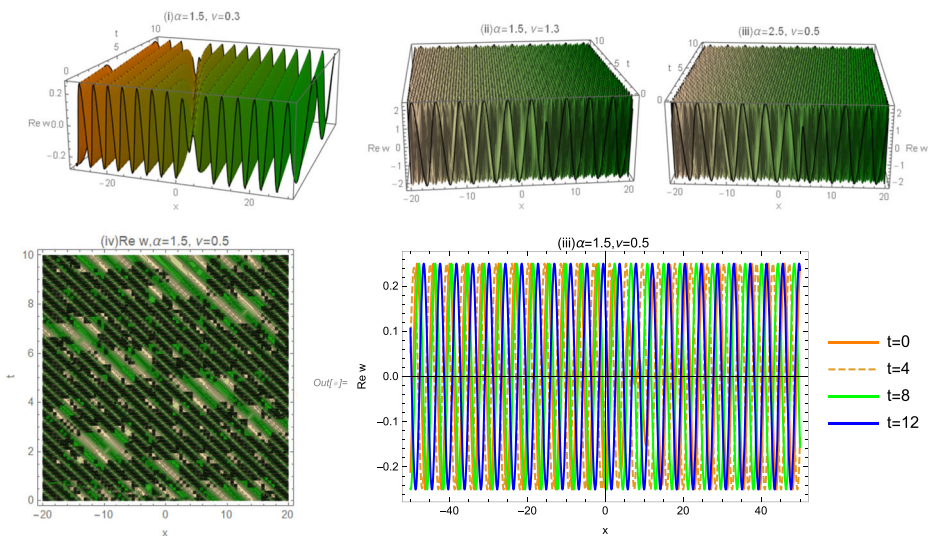 (i)α=1.5, ν=0.3
t
10
5
0
0.2
Re w 0.0
−0.2
−20
0
20
x
(ii)α=1.5, ν=1.3
10
5
t
0
2
1
Re w 0
−1
−2
−20
−10
0
10
20
x
(iii)α=2.5, ν=0.5
10
t
5
0
2
1
0 Re w
−1
−2
−20
−10
0
10
20
x
(iv)Re w,α=1.5, ν=0.5
10
8
6
t
4
2
0
−20
−10
0
10
20
x
(iii)α=1.5,ν=0.5
Out[◦]=
Re w
0.2
0.1
0.0
−0.1
−0.2
−40
−20
0
20
40
x
t=0
t=4
t=8
t=12